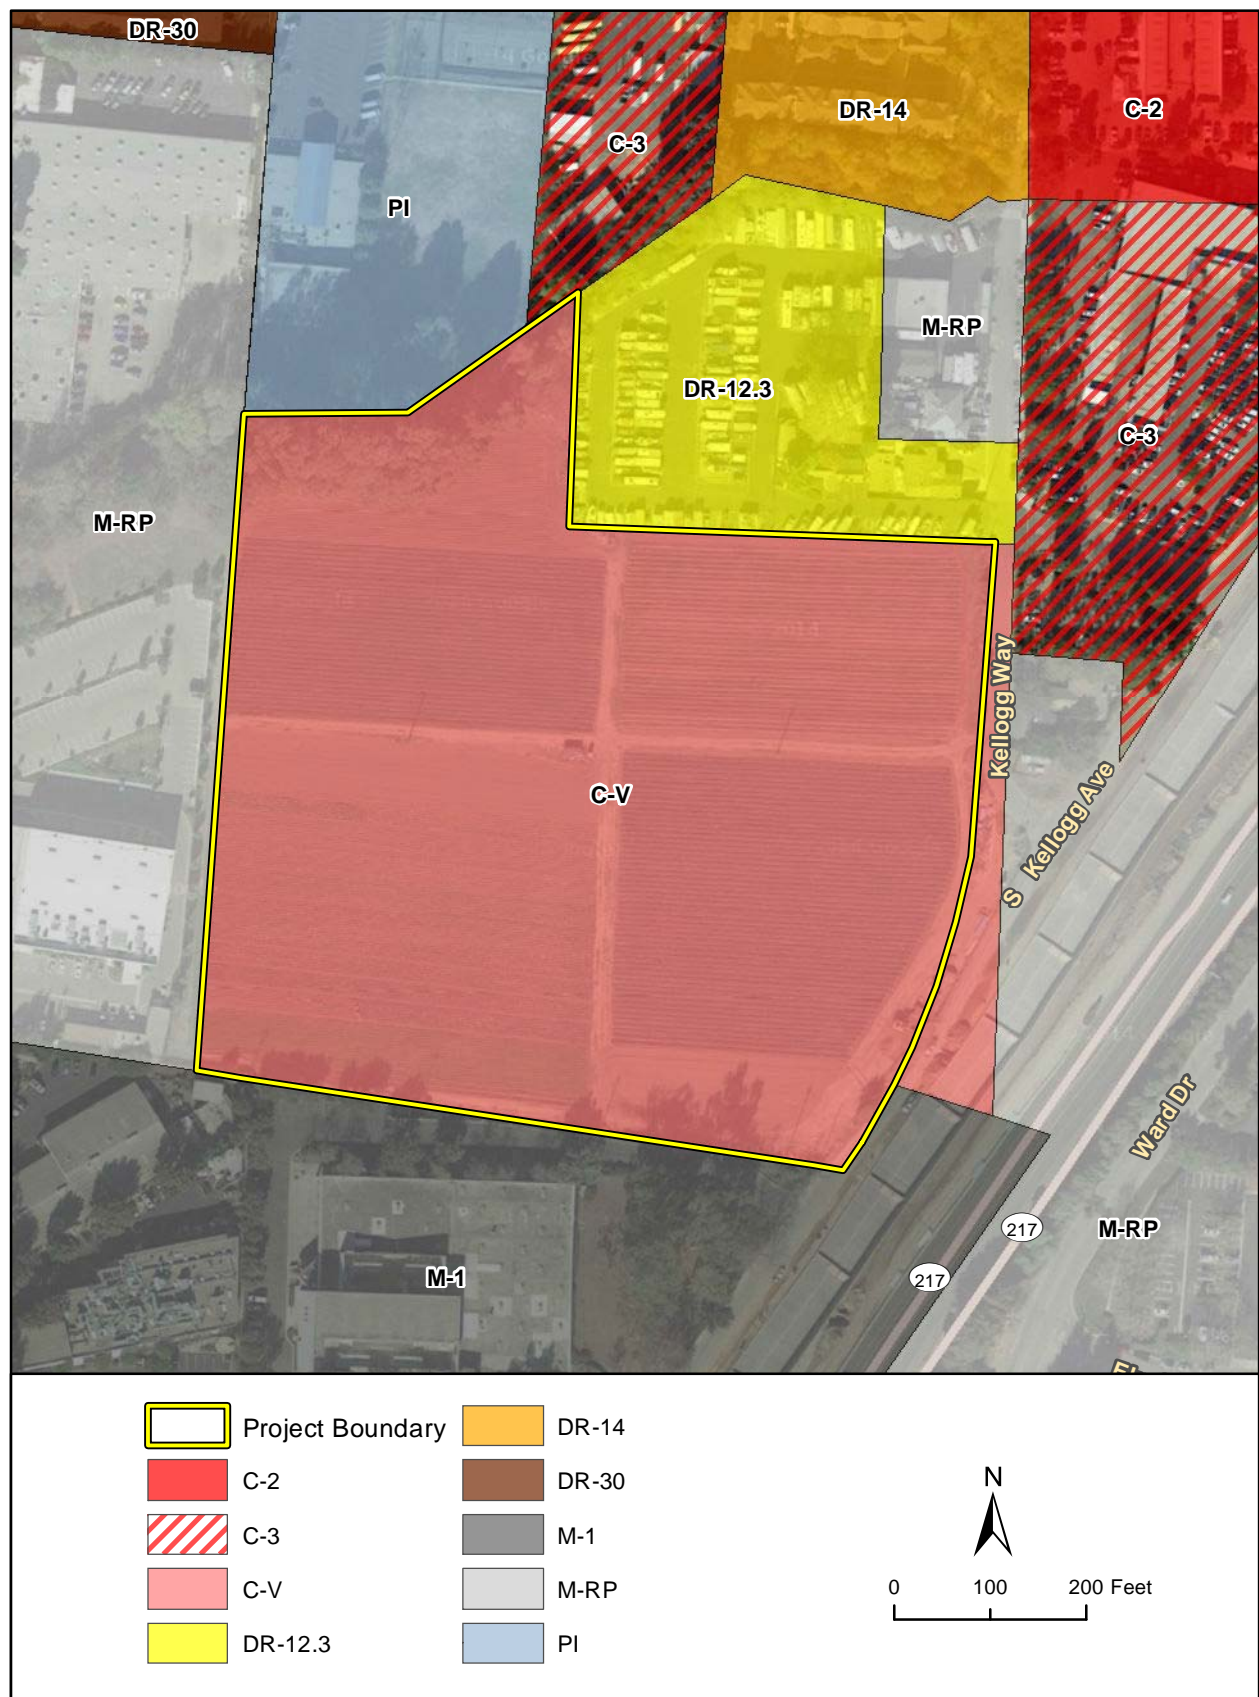 DR-30
DR-14
C-2
C-3
PI
M-RP
DR-12.3
C-3
M-RP
Kellogg Way
C-V
S Kellogg Ave
Ward Dr
217
M-RP
217
M-1
Project Boundary
DR-14
C-2
DR-30
C-3
M-1
C-V
M-RP
DR-12.3
PI
N
0 100 200 Feet